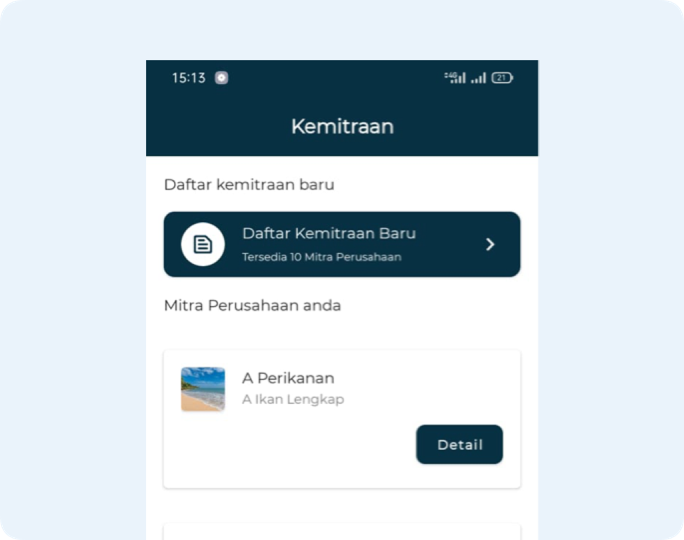 15:13
21
Kemitraan
Daftar kemitraan baru
Daftar Kemitraan Baru
Tersedia 10 Mitra Perusahaan
Mitra Perusahaan anda
A Perikanan
A Ikan Lengkap
Detail